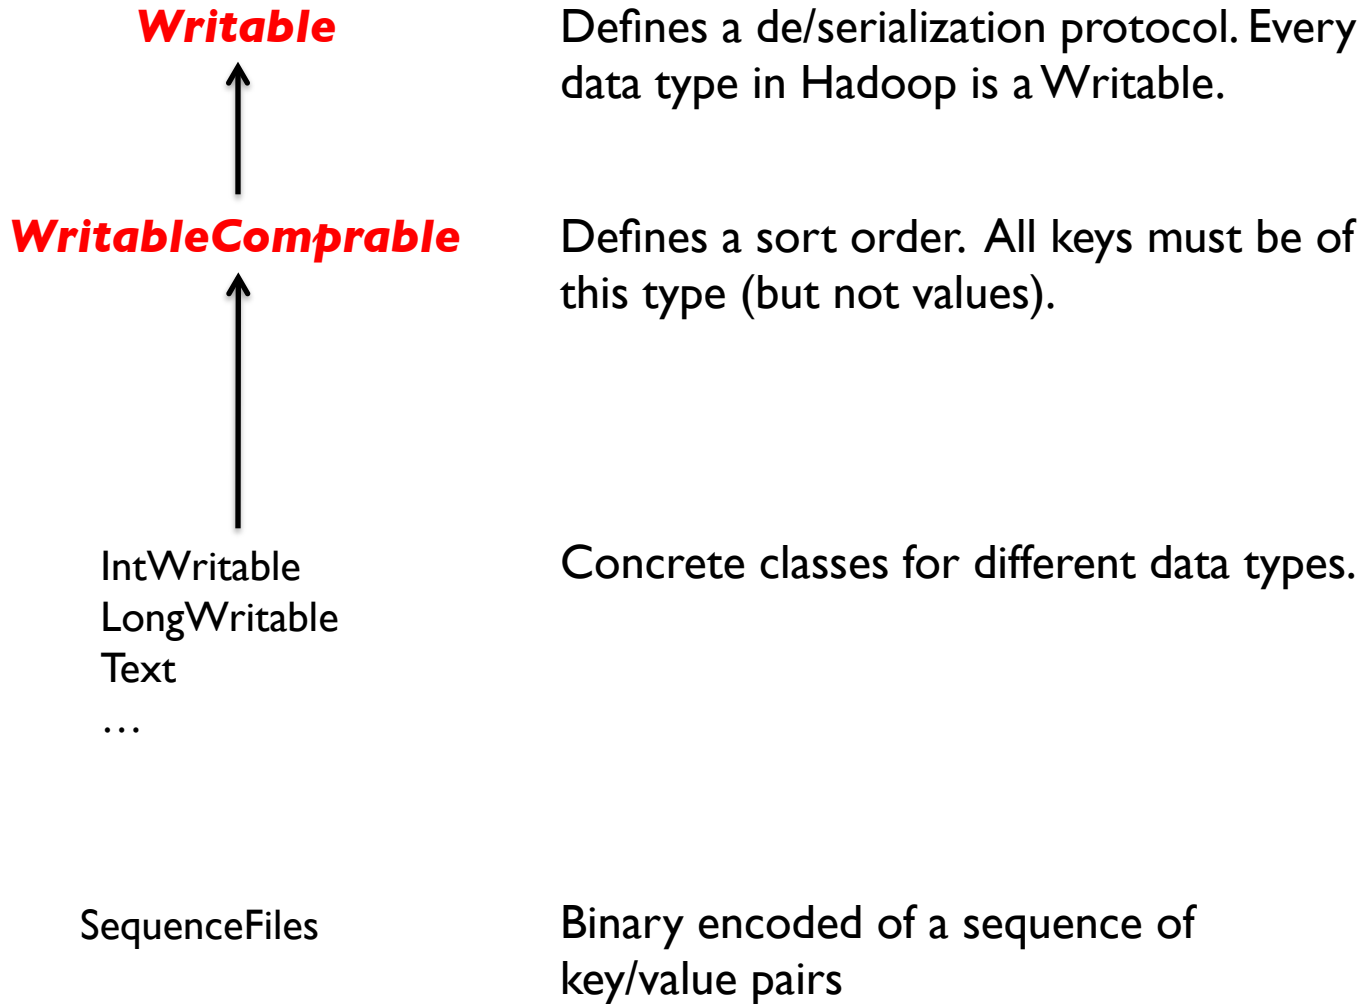 Writable
Defines a de/serialization protocol. Every
data type in Hadoop is a Writable.
WritableComprable
Defines a sort order. All keys must be of
this type (but not values).
IntWritable
LongWritable
Text
…
Concrete classes for different data types.
SequenceFiles
Binary encoded of a sequence of
key/value pairs